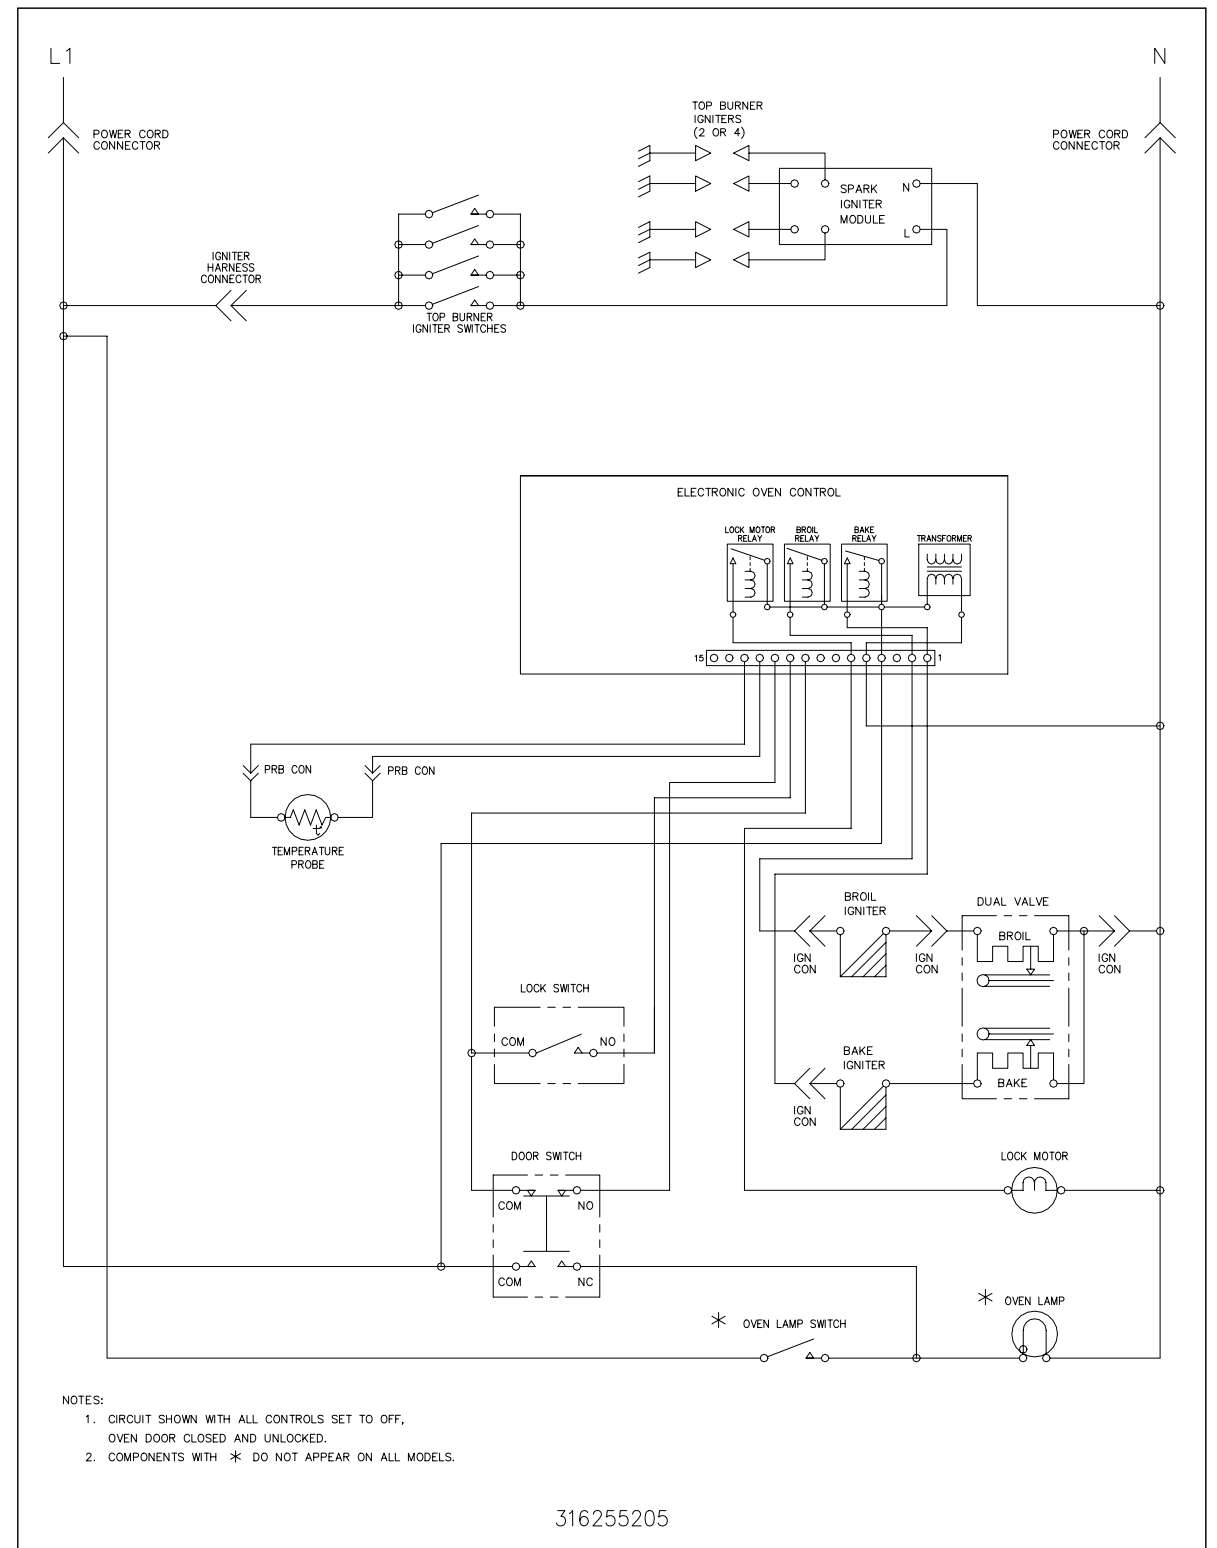 L1
N
POWER CORD
CONNECTOR
TOP BURNER
IGNITERS
(2 OR 4)
POWER CORD
CONNECTOR
SPARK
IGNITER
MODULE
N
L
IGNITER
HARNESS
CONNECTOR
TOP BURNER
IGNITER SWITCHES
ELECTRONIC OVEN CONTROL
LOCK MOTOR
RELAY
BROIL
RELAY
BAKE
RELAY
TRANSFORMER
15
1
PRB CON
PRB CON
t
TEMPERATURE
PROBE
BROIL
IGNITER
DUAL VALVE
BROIL
IGN
CON
IGN
CON
IGN
CON
LOCK SWITCH
COM
NO
BAKE
IGNITER
BAKE
IGN
CON
DOOR SWITCH
COM
NO
COM
NC
LOCK MOTOR
* OVEN LAMP
* OVEN LAMP SWITCH
NOTES:
1. CIRCUIT SHOWN WITH ALL CONTROLS SET TO OFF,
OVEN DOOR CLOSED AND UNLOCKED.
2. COMPONENTS WITH * DO NOT APPEAR ON ALL MODELS.
316255205